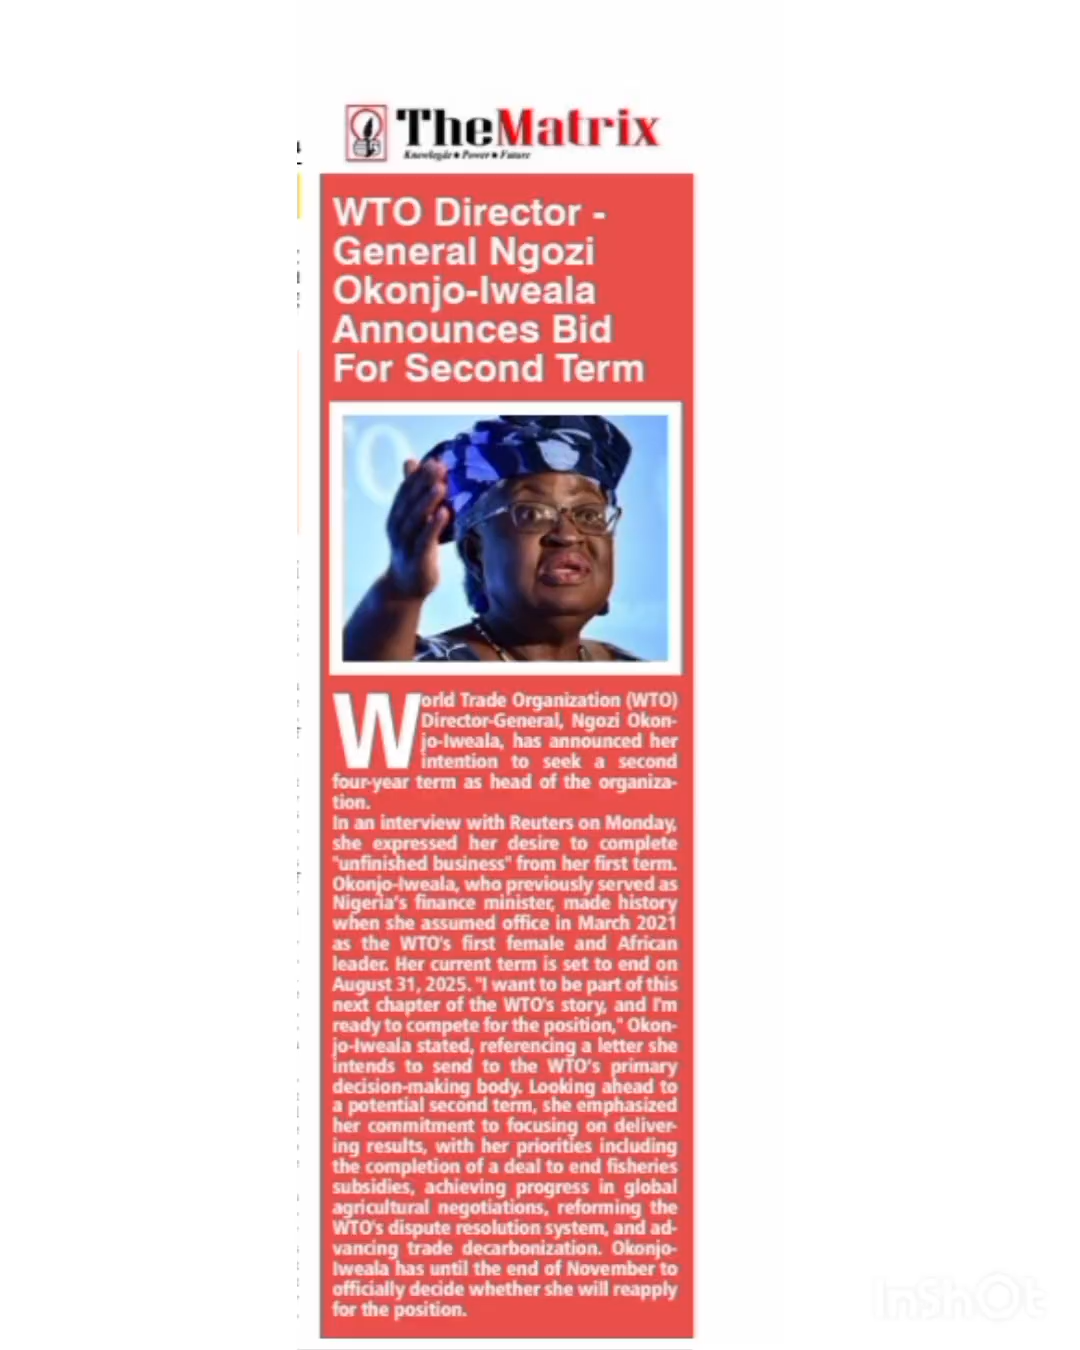 TheMatrix
Knowlegde ★ Power ★ Future
WTO Director -
General Ngozi
Okonjo-Iweala
Announces Bid
For Second Term
World Trade Organization (WTO)
Director-General, Ngozi Okon-
jo-Iweala, has announced her
intention to seek a second
four-year term as head of the organiza-
tion.
In an interview with Reuters on Monday,
she expressed her desire to complete
"unfinished business" from her first term.
Okonjo-Iweala, who previously served as
Nigeria's finance minister, made history
when she assumed office in March 2021
as the WTO's first female and African
leader. Her current term is set to end on
August 31, 2025. "I want to be part of this
next chapter of the WTO's story, and I'm
ready to compete for the position," Okon-
jo-Iweala stated, referencing a letter she
intends to send to the WTO's primary
decision-making body. Looking ahead to
a potential second term, she emphasized
her commitment to focusing on deliver-
ing results, with her priorities including
the completion of a deal to end fisheries
subsidies, achieving progress in global
agricultural negotiations, reforming the
WTO's dispute resolution system, and ad-
vancing trade decarbonization. Okonjo-
Iweala has until the end of November to
officially decide whether she will reapply
for the position.
InShOt